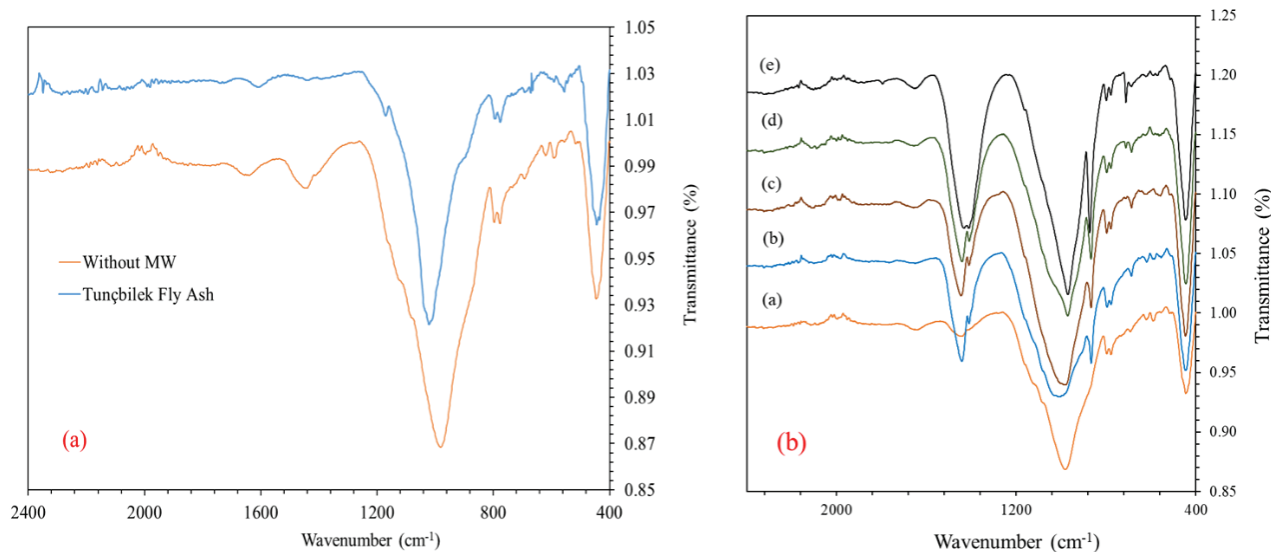 1.05
1.03
1.01
0.99
0.97
0.95
0.93
0.91
0.89
0.87
0.85
Transmittance (%)
Without MW
Tunçbilek Fly Ash
(a)
2400 2000 1600 1200 800 400
Wavenumber (cm-1)
1.25
1.20
1.15
1.10
1.05
1.00
0.95
0.90
0.85
Transmittance (%)
(e)
(d)
(c)
(b)
(a)
(b)
2000 1200 400
Wavenumber (cm-1)